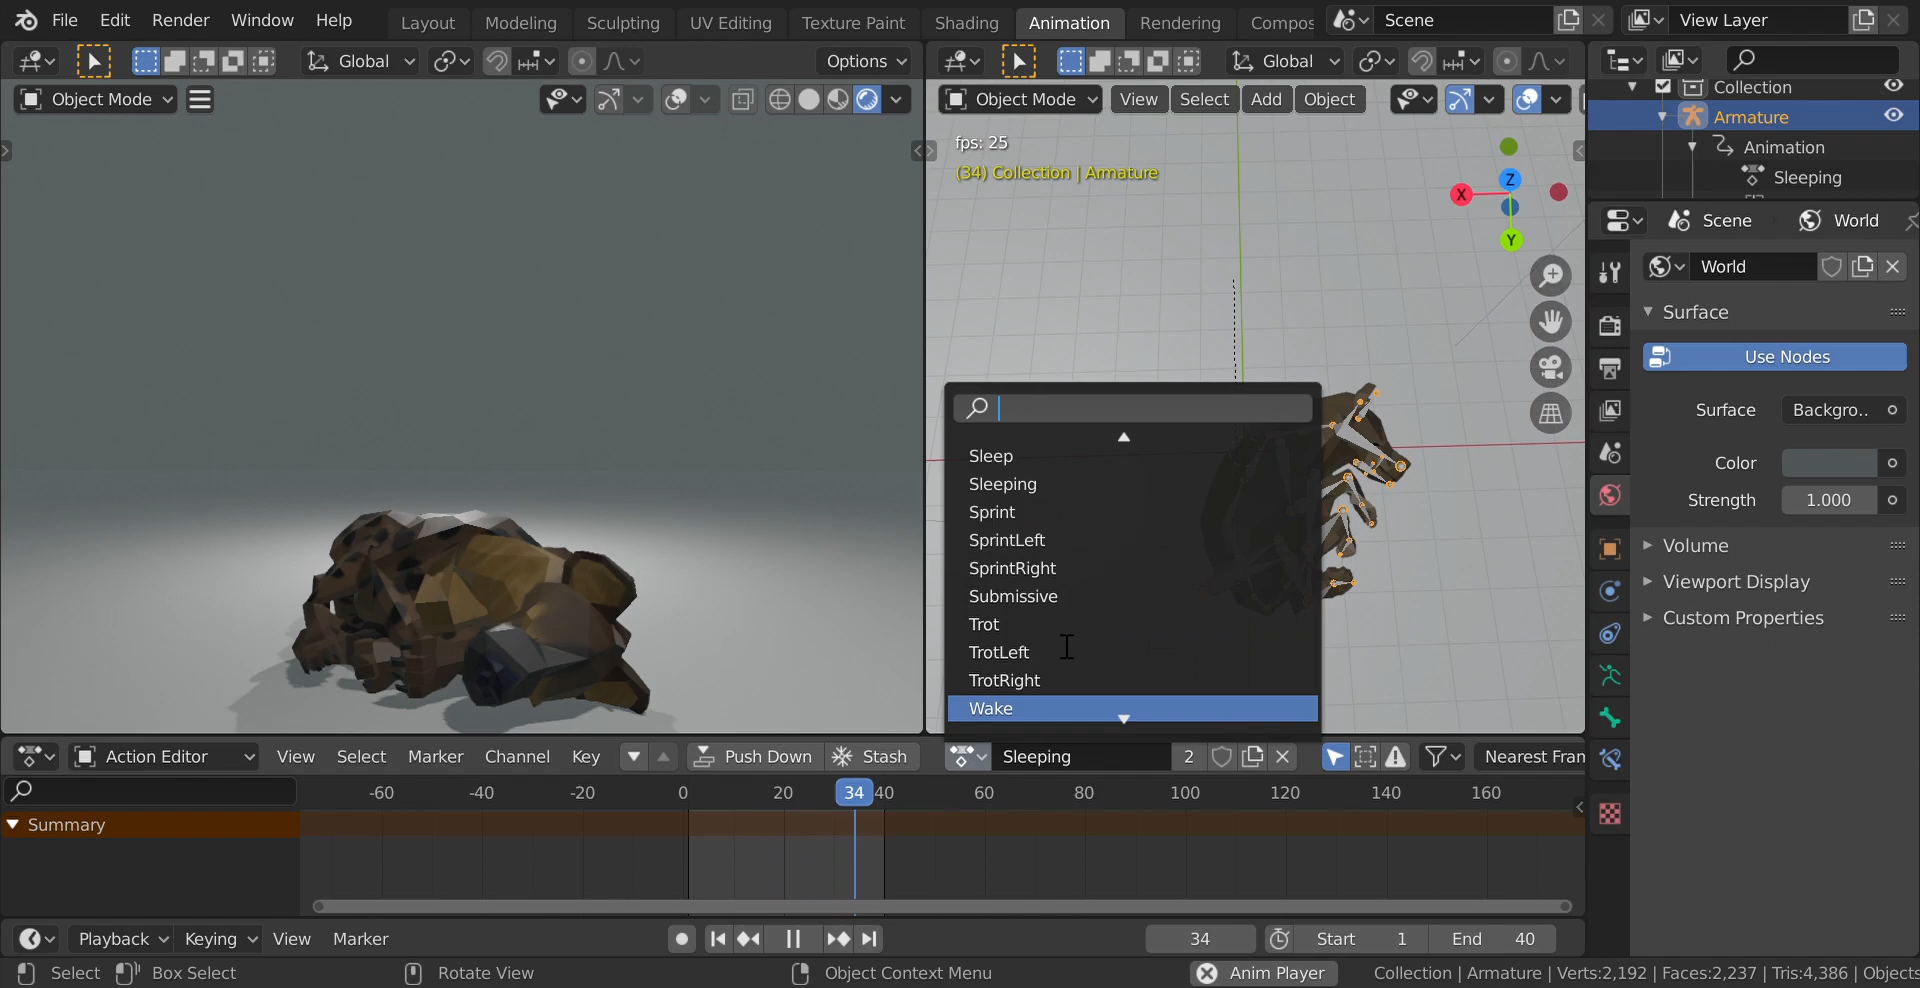 File Edit Render Window Help Layout Modeling Sculpting UV Editing Texture Paint Shading Animation Rendering Compos Scene View Layer
Global Options Global
Object Mode Object Mode View Select Add Object
Collection
Armature
Animation
Sleeping
fps: 25
(34) Collection | Armature
Z
X
Y
Scene World
World
Surface
Use Nodes
Surface Backgro..
Color
Strength 1.000
Volume
Viewport Display
Custom Properties
Sleep
Sleeping
Sprint
SprintLeft
SprintRight
Submissive
Trot
TrotLeft
TrotRight
Wake
Action Editor View Select Marker Channel Key Push Down Stash Sleeping 2 Nearest Fran
-60 -40 -20 0 20 34 40 60 80 100 120 140 160
Summary
Playback Keying View Marker 34 Start 1 End 40
Select Box Select Rotate View Object Context Menu Anim Player Collection | Armature | Verts:2,192 | Faces:2,237 | Tris:4,386 | Objects